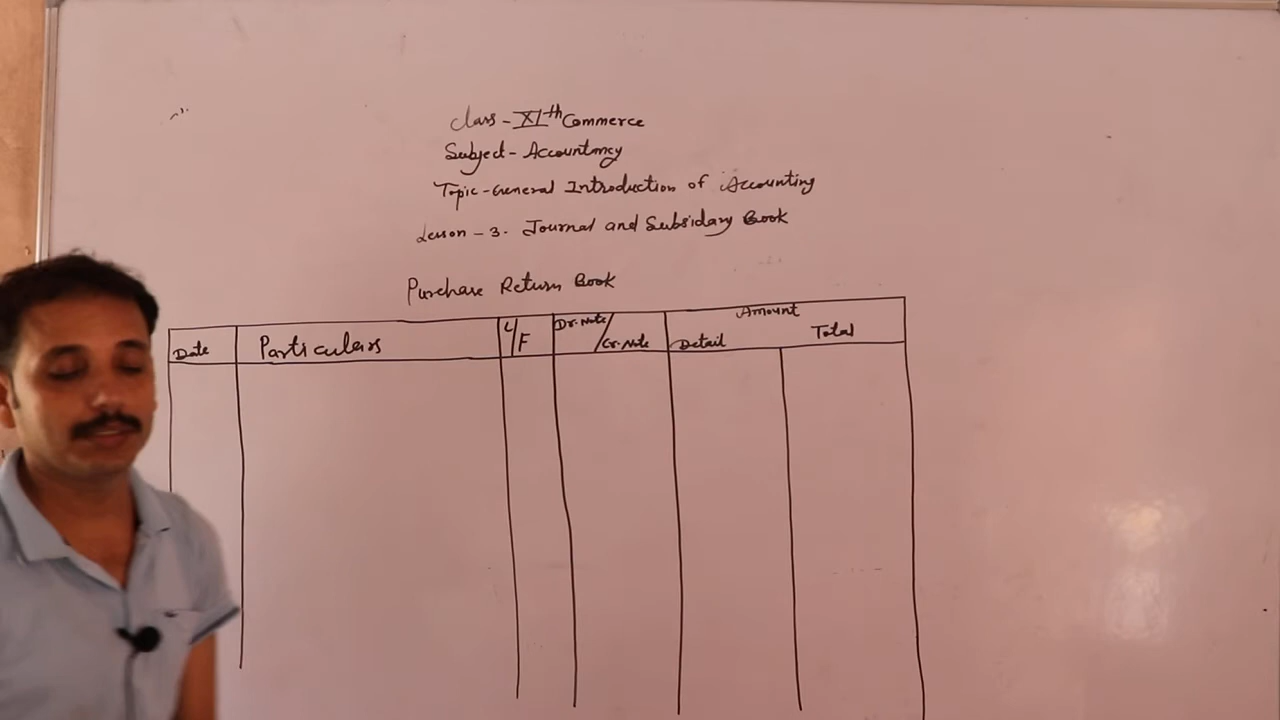 Class - XIth Commerce
Subject - Accountancy
Topic - General Introduction of Accounting
Lesson - 3. Journal and Subsidary Book
Purchase Return Book
Date Particulars L/F Dr. Note/Cr. Note Amount
Detail Total